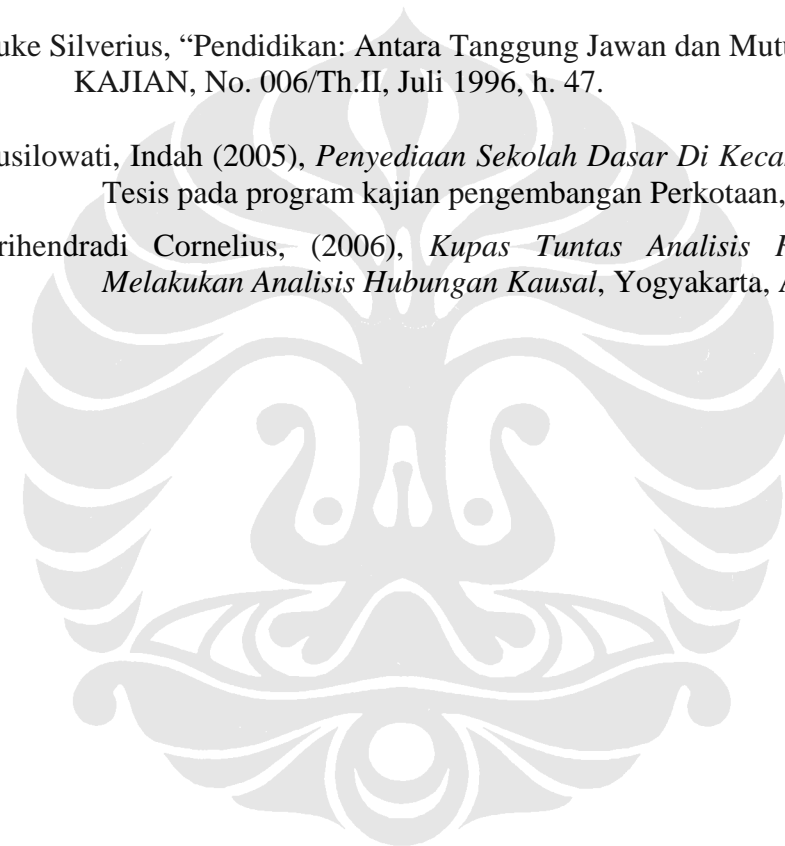 uke Silverius, “Pendidikan: Antara Tanggung Jawan dan Mutu
KAJIAN, No. 006/Th.II, Juli 1996, h. 47.
usilowati, Indah (2005), Penyediaan Sekolah Dasar Di Keca
Tesis pada program kajian pengembangan Perkotaan,
rihendradi Cornelius, (2006), Kupas Tuntas Analisis
Melakukan Analisis Hubungan Kausal, Yogyakarta,